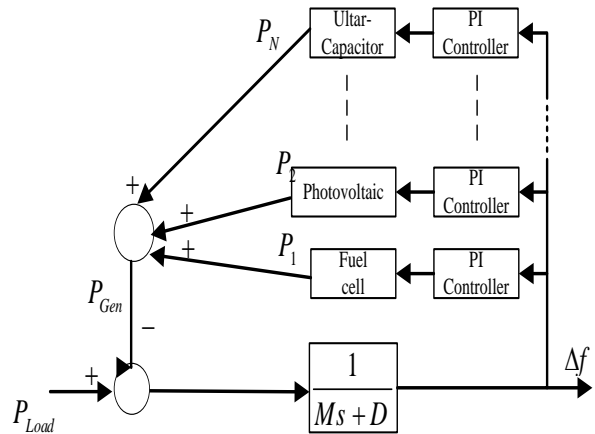 P_N
Ultar-
Capacitor
PI
Controller
+
P_2
Photovoltaic
PI
Controller
+
+
P_1
Fuel
cell
PI
Controller
P_Gen
−
+
P_Load
1
Ms + D
Δf